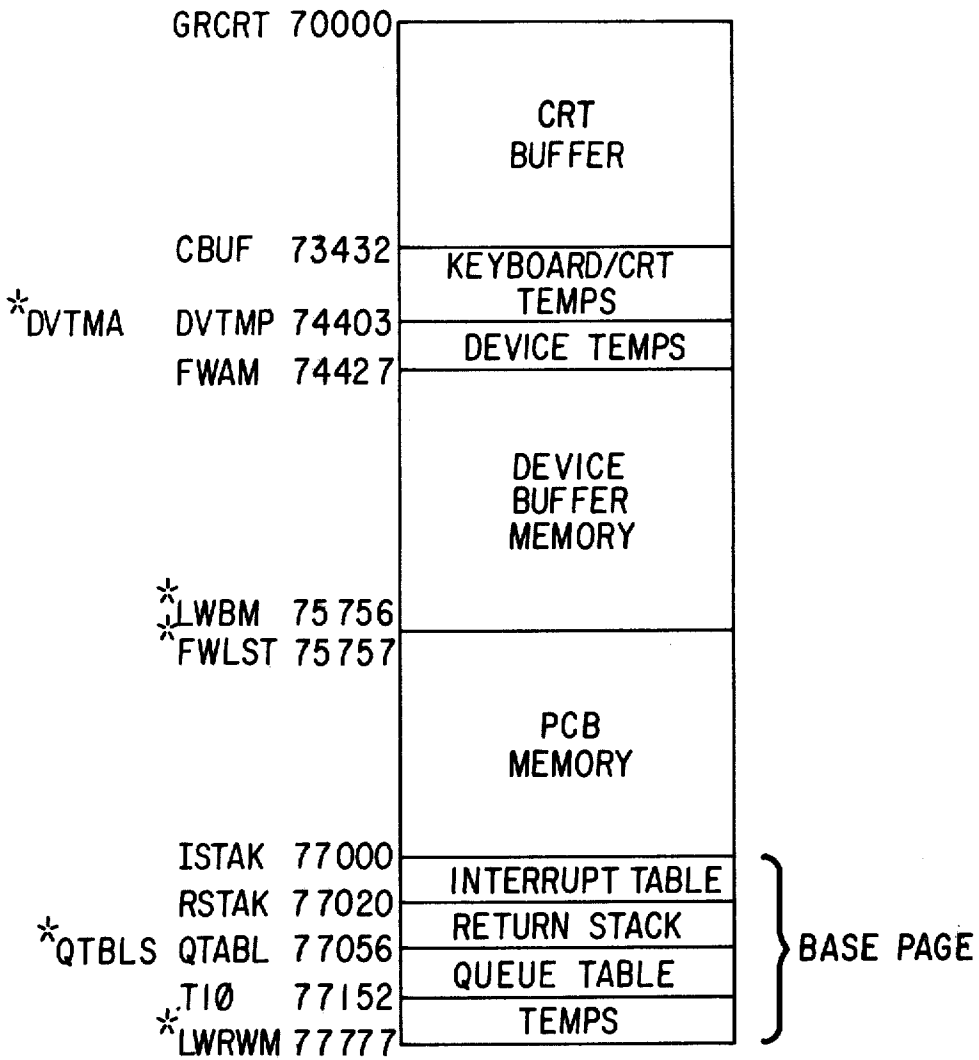 GRCRT 70000
CRT
BUFFER
CBUF 73432
KEYBOARD/CRT
TEMPS
*DVTMA DVTMP 74403
DEVICE TEMPS
FWAM 74427
DEVICE
BUFFER
MEMORY
*LWBM 75756
*FWLST 75757
PCB
MEMORY
ISTAK 77000
INTERRUPT TABLE
RSTAK 77020
RETURN STACK
*QTBLS QTABL 77056
BASE PAGE
QUEUE TABLE
.T10 77152
TEMPS
*LWRWM 77777